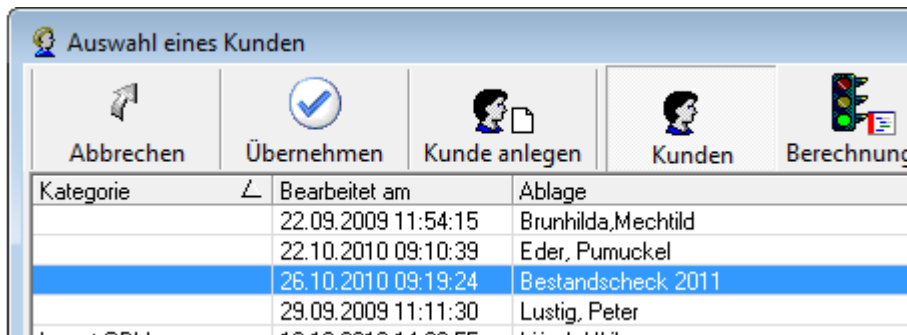 Auswahl eines Kunden
Abbrechen Übernehmen Kunde anlegen Kunden Berechnung
Kategorie Bearbeitet am Ablage
22.09.2009 11:54:15 Brunhilda,Mechtild
22.10.2010 09:10:39 Eder, Pumuckel
26.10.2010 09:19:24 Bestandscheck 2011
29.09.2009 11:11:30 Lustig, Peter